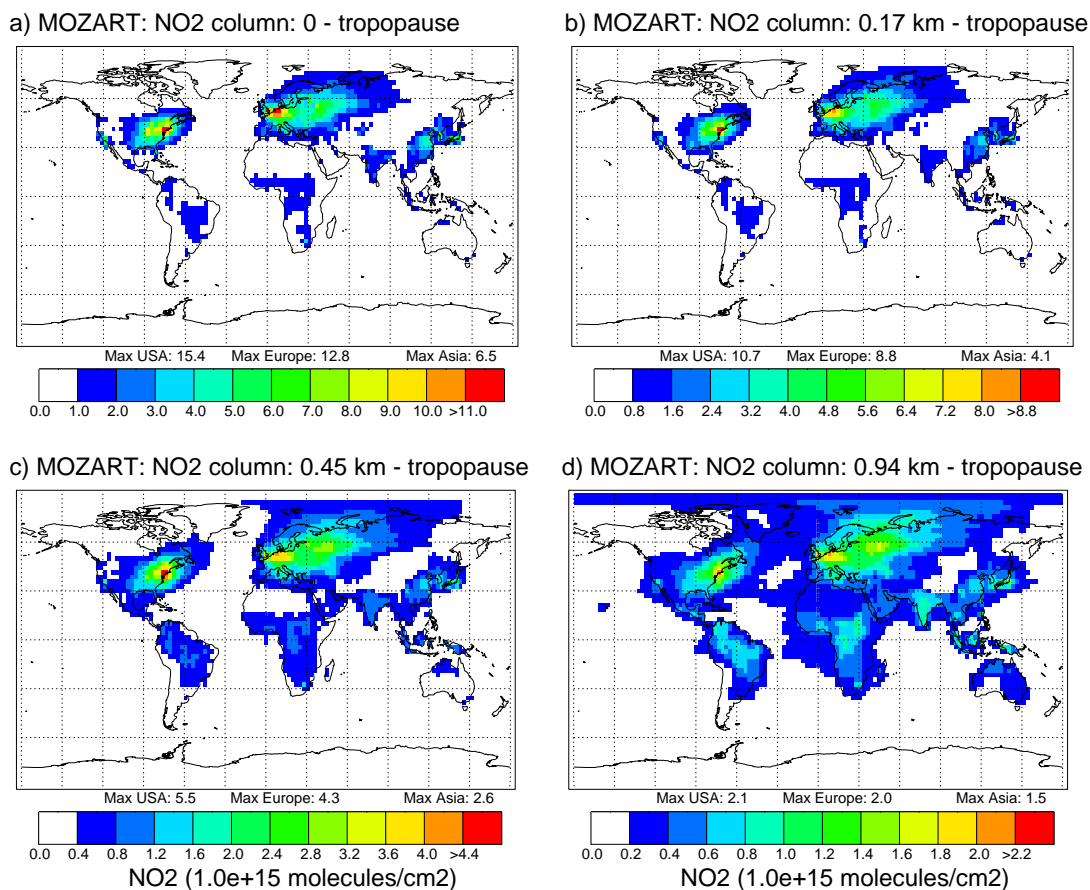 a) MOZART: NO2 column: 0 - tropopause
b) MOZART: NO2 column: 0.17 km - tropopause
Max USA: 15.4 Max Europe: 12.8 Max Asia: 6.5
Max USA: 10.7 Max Europe: 8.8 Max Asia: 4.1
0.0 1.0 2.0 3.0 4.0 5.0 6.0 7.0 8.0 9.0 10.0 >11.0
0.0 0.8 1.6 2.4 3.2 4.0 4.8 5.6 6.4 7.2 8.0 >8.8
c) MOZART: NO2 column: 0.45 km - tropopause
d) MOZART: NO2 column: 0.94 km - tropopause
Max USA: 5.5 Max Europe: 4.3 Max Asia: 2.6
Max USA: 2.1 Max Europe: 2.0 Max Asia: 1.5
0.0 0.4 0.8 1.2 1.6 2.0 2.4 2.8 3.2 3.6 4.0 >4.4
0.0 0.2 0.4 0.6 0.8 1.0 1.2 1.4 1.6 1.8 2.0 >2.2
NO2 (1.0e+15 molecules/cm2)
NO2 (1.0e+15 molecules/cm2)